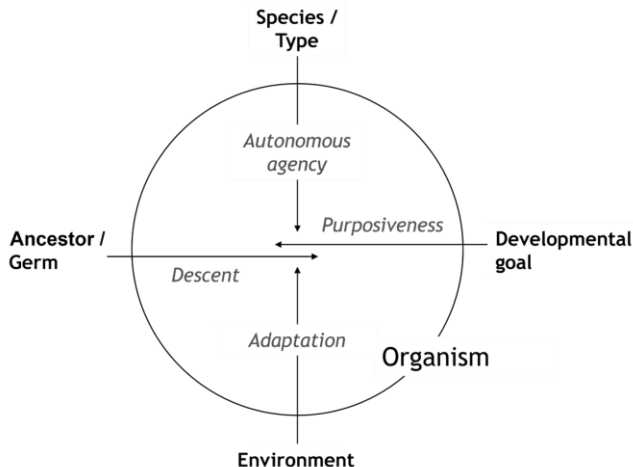 Species /
Type
Autonomous
agency
Purposiveness
Ancestor /
Germ
Developmental
goal
Descent
Adaptation
Organism
Environment